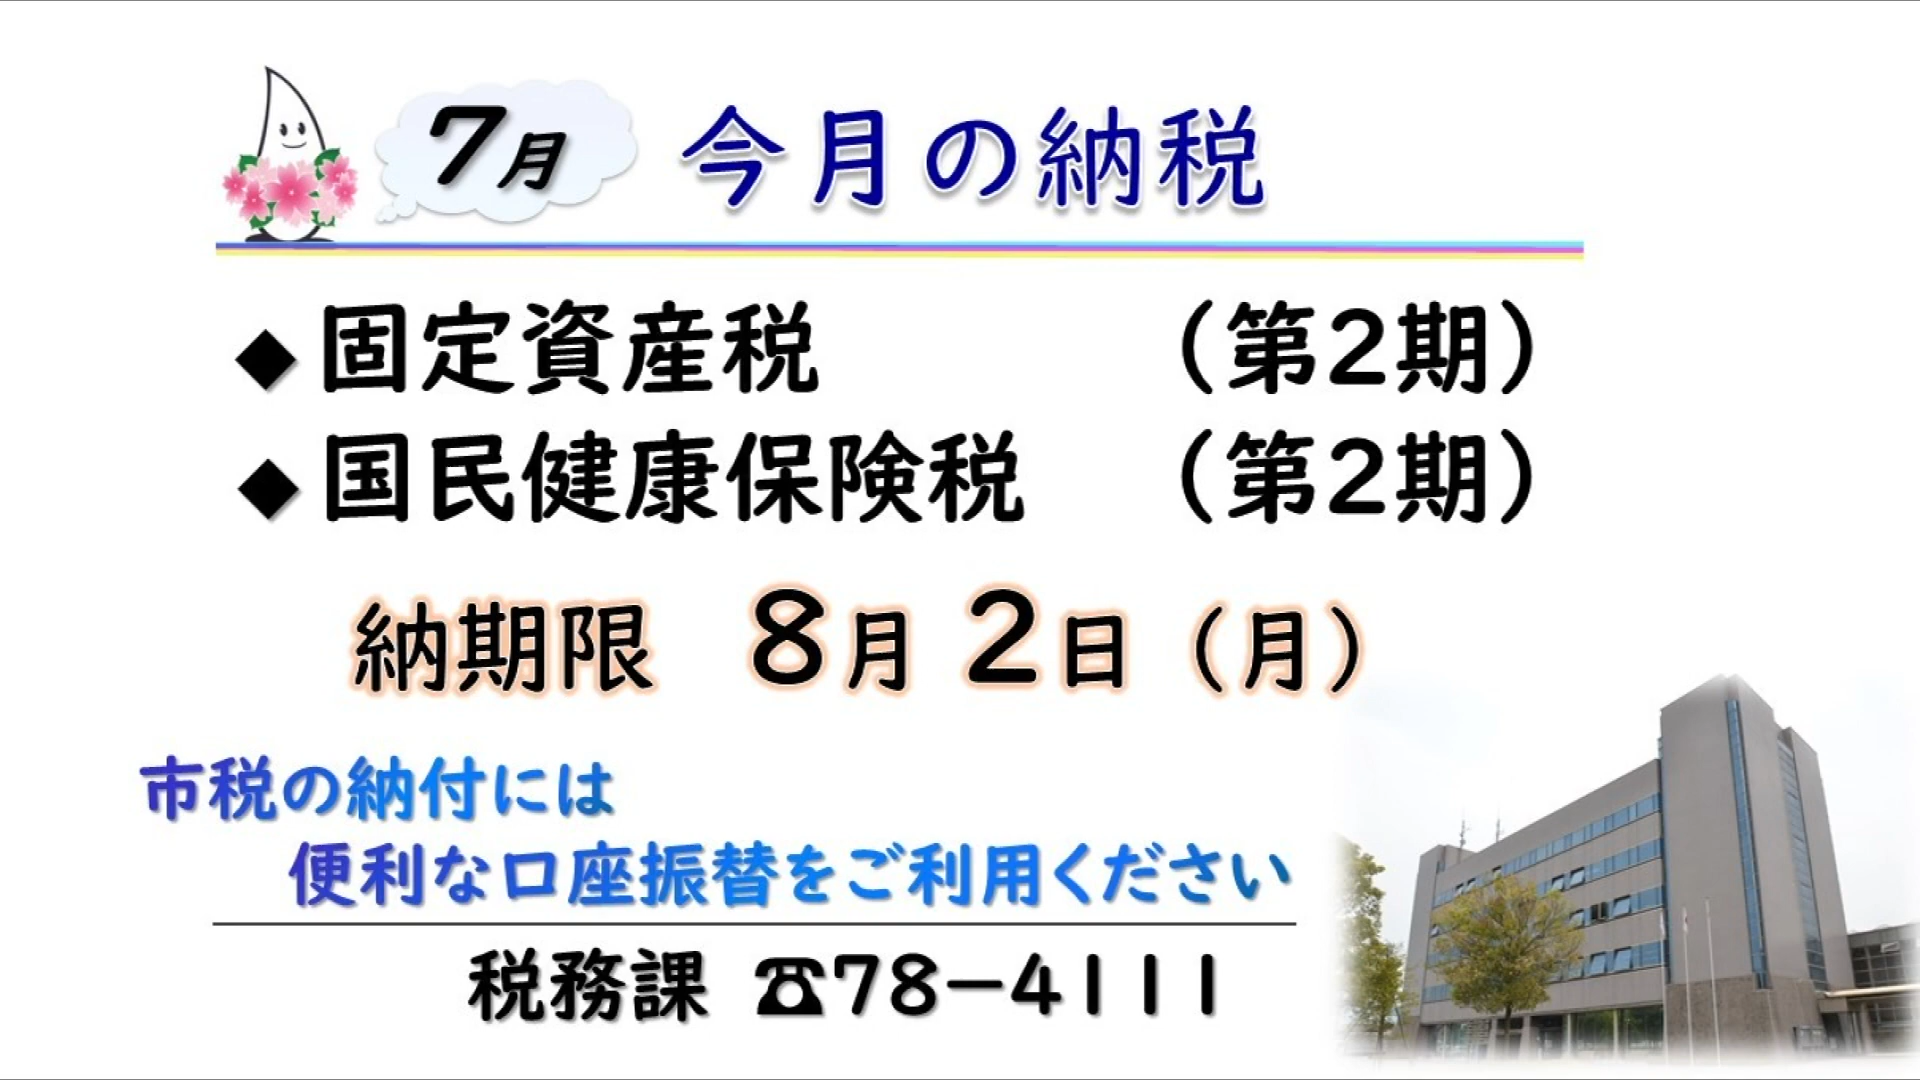 7月 今月の納税
◆固定資産税 （第2期）
◆国民健康保険税 （第2期）
納期限 8月2日（月）
市税の納付には
便利な口座振替をご利用ください
税務課 ☎78－4111